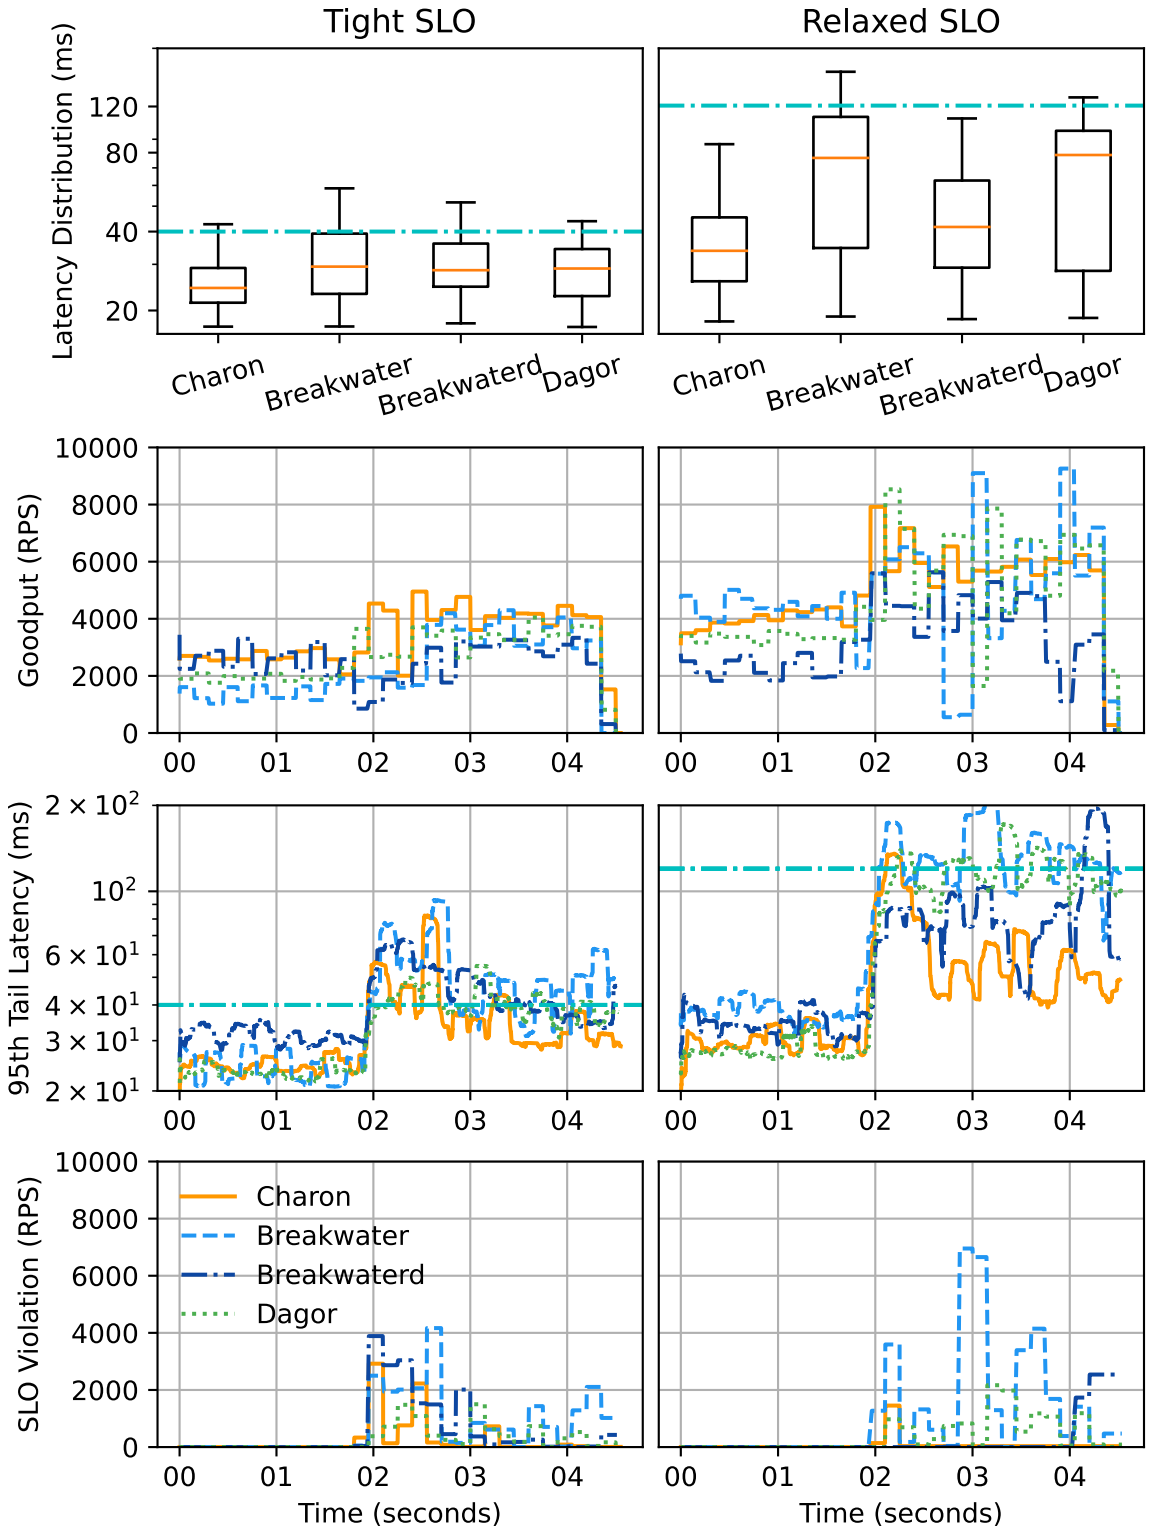 Tight SLO
Relaxed SLO
Latency Distribution (ms)
120
80
40
20
Charon
Breakwater
Breakwaterd
Dagor
Charon
Breakwater
Breakwaterd
Dagor
Goodput (RPS)
10000
8000
6000
4000
2000
0
00 01 02 03 04
00 01 02 03 04
95th Tail Latency (ms)
2 × 10²
10²
6 × 10¹
4 × 10¹
3 × 10¹
2 × 10¹
00 01 02 03 04
00 01 02 03 04
SLO Violation (RPS)
10000
8000
6000
4000
2000
0
Charon
Breakwater
Breakwaterd
Dagor
00 01 02 03 04
00 01 02 03 04
Time (seconds)
Time (seconds)